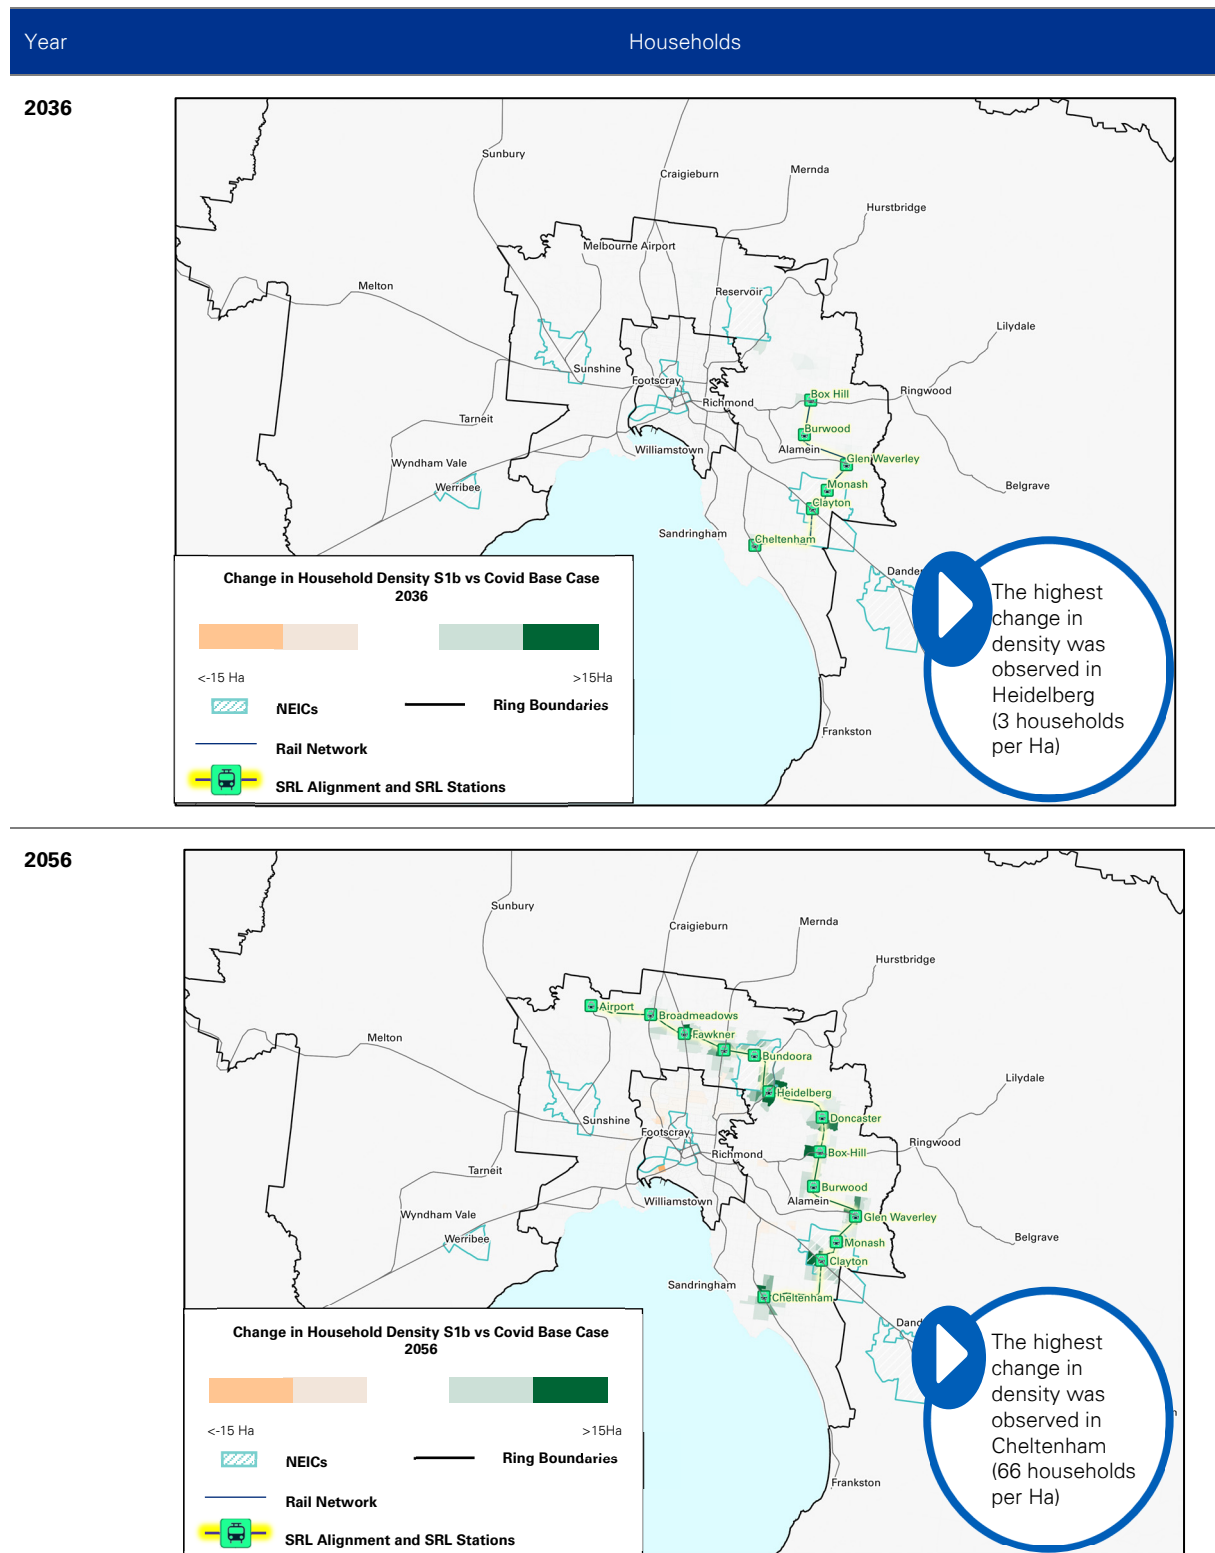 Year Households
2036
Sunbury
Craigieburn
Mernda
Hurstbridge
Melbourne Airport
Melton
Reservoir
Lilydale
Sunshine
Footscray
Ringwood
Box Hill
Richmond
Tarneit
Burwood
Williamstown
Alamein
Glen Waverley
Wyndham Vale
Werribee
Monash
Belgrave
Clayton
Sandringham
Cheltenham
Dander
Frankston
Change in Household Density S1b vs Covid Base Case
2036
<-15 Ha >15Ha
NEICs Ring Boundaries
Rail Network
SRL Alignment and SRL Stations
The highest
change in
density was
observed in
Heidelberg
(3 households
per Ha)
2056
Sunbury
Craigieburn
Mernda
Hurstbridge
Airport
Broadmeadows
Fawkner
Melton
Bundoora
Lilydale
Heidelberg
Sunshine
Doncaster
Footscray
Ringwood
Richmond
Box Hill
Tarneit
Burwood
Williamstown
Alamein
Wyndham Vale
Glen Waverley
Werribee
Monash
Belgrave
Clayton
Sandringham
Cheltenham
Dand
Frankston
Change in Household Density S1b vs Covid Base Case
2056
<-15 Ha >15Ha
NEICs Ring Boundaries
Rail Network
SRL Alignment and SRL Stations
The highest
change in
density was
observed in
Cheltenham
(66 households
per Ha)